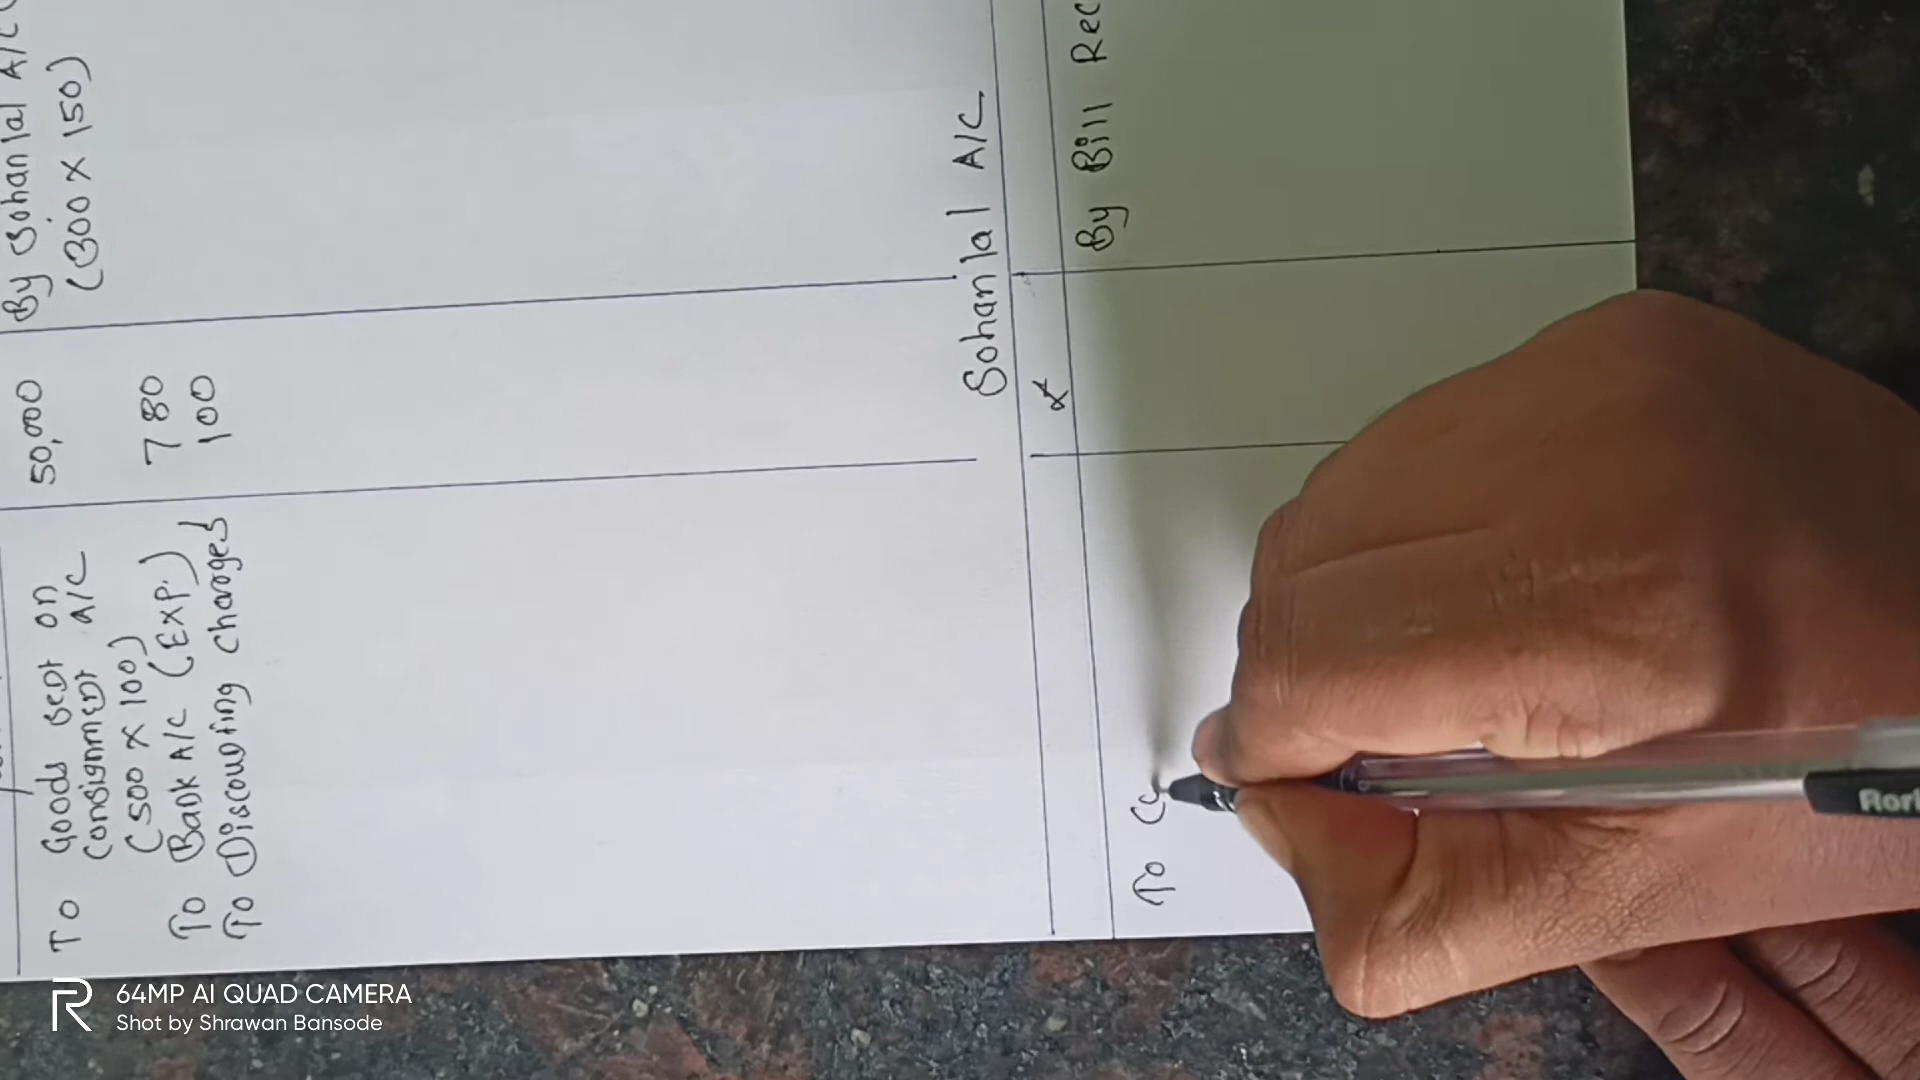 To Goods sent on 50,000 By Sohanlal A/C
Consignment A/C (300 X 150)
(500 X 100)
To Bank A/C (Exp.) 780
To Discounting charges 100
Sohanlal A/C
By Bill Rec
To Co
64MP AI QUAD CAMERA
Shot by Shrawan Bansode